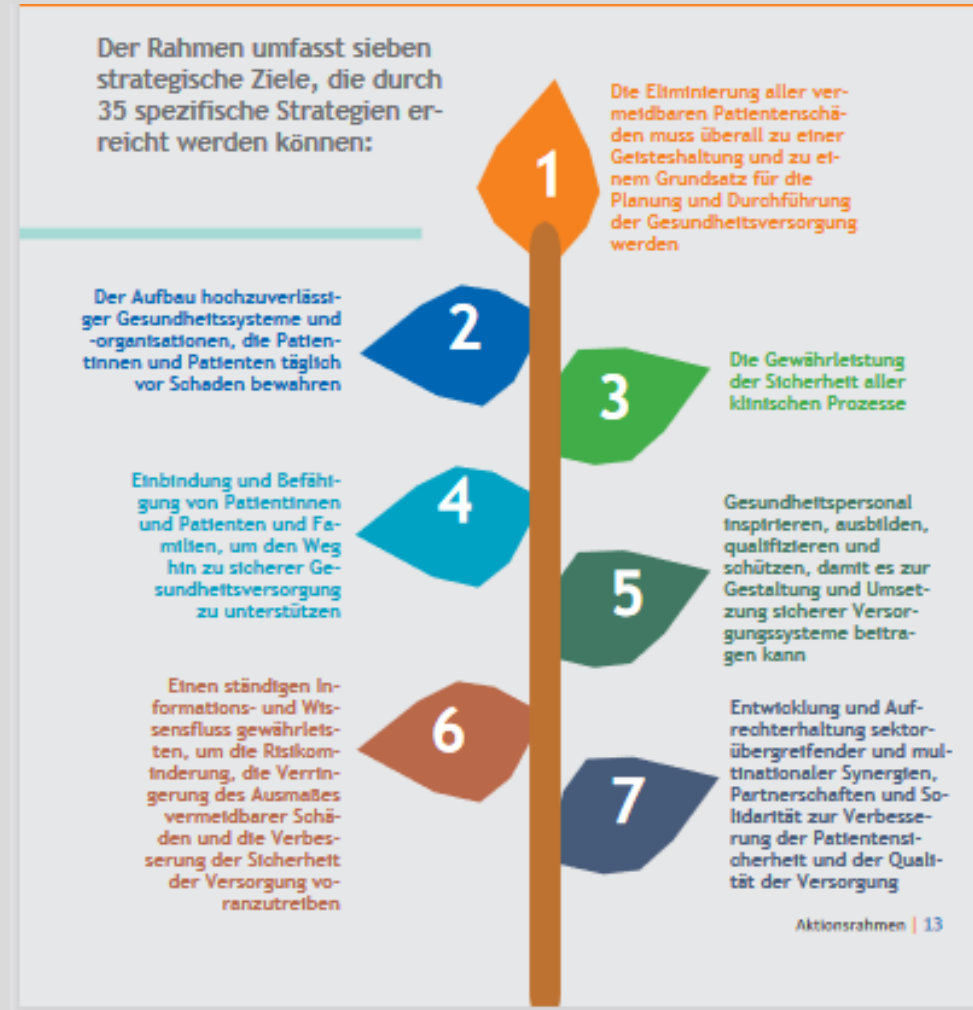 Der Rahmen umfasst sieben
strategische Ziele, die durch
35 spezifische Strategien er-
reicht werden können:
1
Die Eliminierung aller ver-
meidbaren Patientenschä-
den muss überall zu einer
Geisteshaltung und zu ei-
nem Grundsatz für die
Planung und Durchführung
der Gesundheitsversorgung
werden
2
Der Aufbau hochzuverlässi-
ger Gesundheitssysteme und
-organisationen, die Patien-
tinnen und Patienten täglich
vor Schaden bewahren
3
Die Gewährleistung
der Sicherheit aller
klinischen Prozesse
4
Einbindung und Befähi-
gung von Patientinnen
und Patienten und Fa-
milien, um den Weg
hin zu sicherer Ge-
sundheitsversorgung
zu unterstützen
5
Gesundheitspersonal
inspirieren, ausbilden,
qualifizieren und
schützen, damit es zur
Gestaltung und Umset-
zung sicherer Versor-
gungssysteme beitra-
gen kann
6
Einen ständigen In-
formations- und Wis-
sensfluss gewährleis-
ten, um die Risikom-
inderung, die Verrin-
gerung des Ausmaßes
vermeidbarer Schä-
den und die Verbes-
serung der Sicherheit
der Versorgung vo-
ranzutreiben
7
Entwicklung und Auf-
rechterhaltung sektor-
übergreifender und mul-
tinationaler Synergien,
Partnerschaften und So-
lidarität zur Verbesse-
rung der Patientensi-
cherheit und der Quali-
tät der Versorgung
Aktionsrahmen | 13